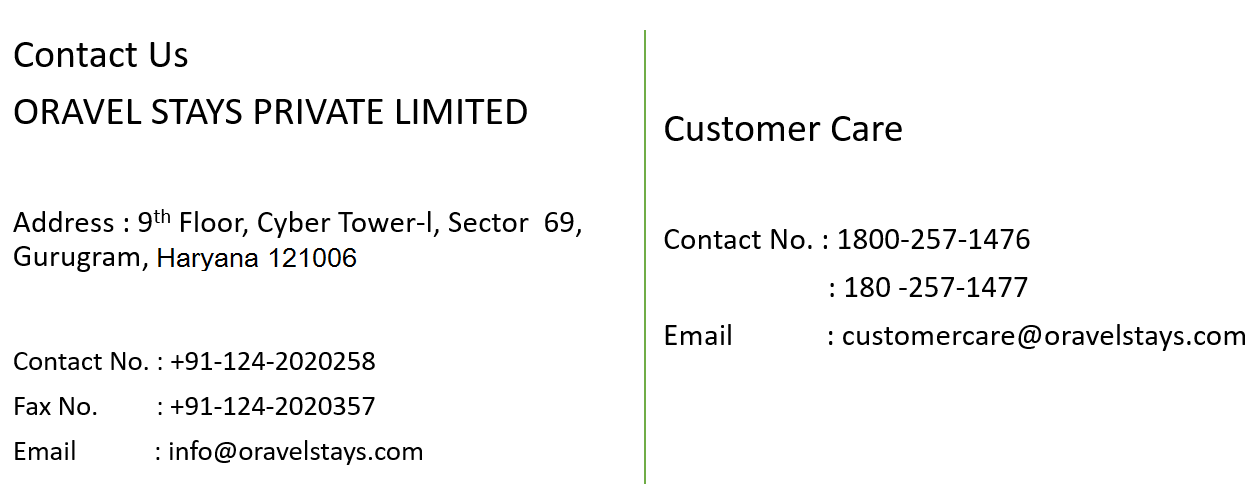 Contact Us
ORAVEL STAYS PRIVATE LIMITED
Address : 9th Floor, Cyber Tower-l, Sector 69,
Gurugram, Haryana 121006
Contact No. : +91-124-2020258
Fax No. : +91-124-2020357
Email : info@oravelstays.com
Customer Care
Contact No. : 1800-257-1476
: 180 -257-1477
Email : customercare@oravelstays.com